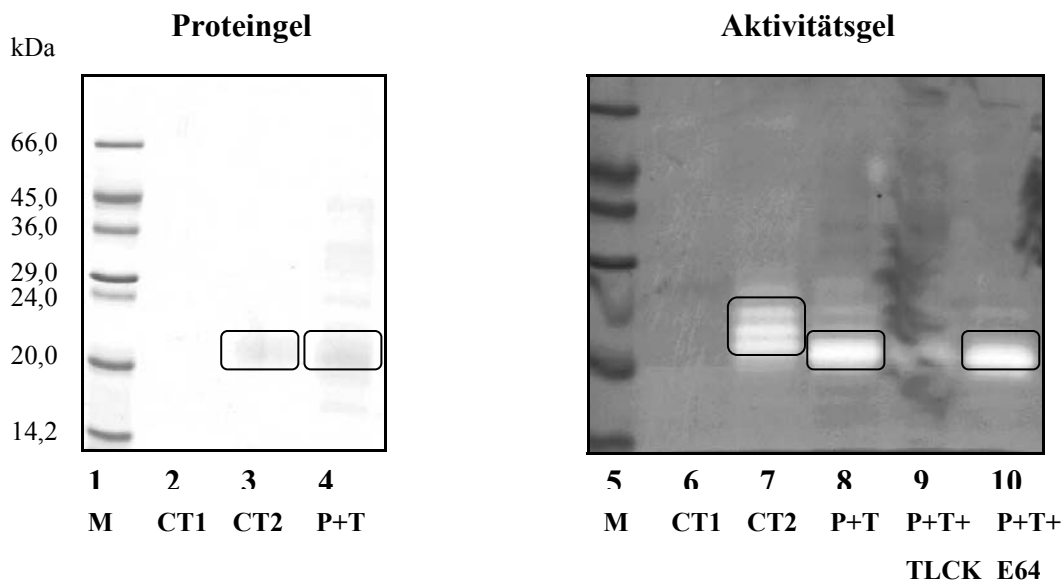 Proteingel
Aktivitätsgel
kDa
66,0
45,0
36,0
29,0
24,0
20,0
14,2
1 2 3 4 5 6 7 8 9 10
M CT1 CT2 P+T M CT1 CT2 P+T P+T+ P+T+
TLCK E64